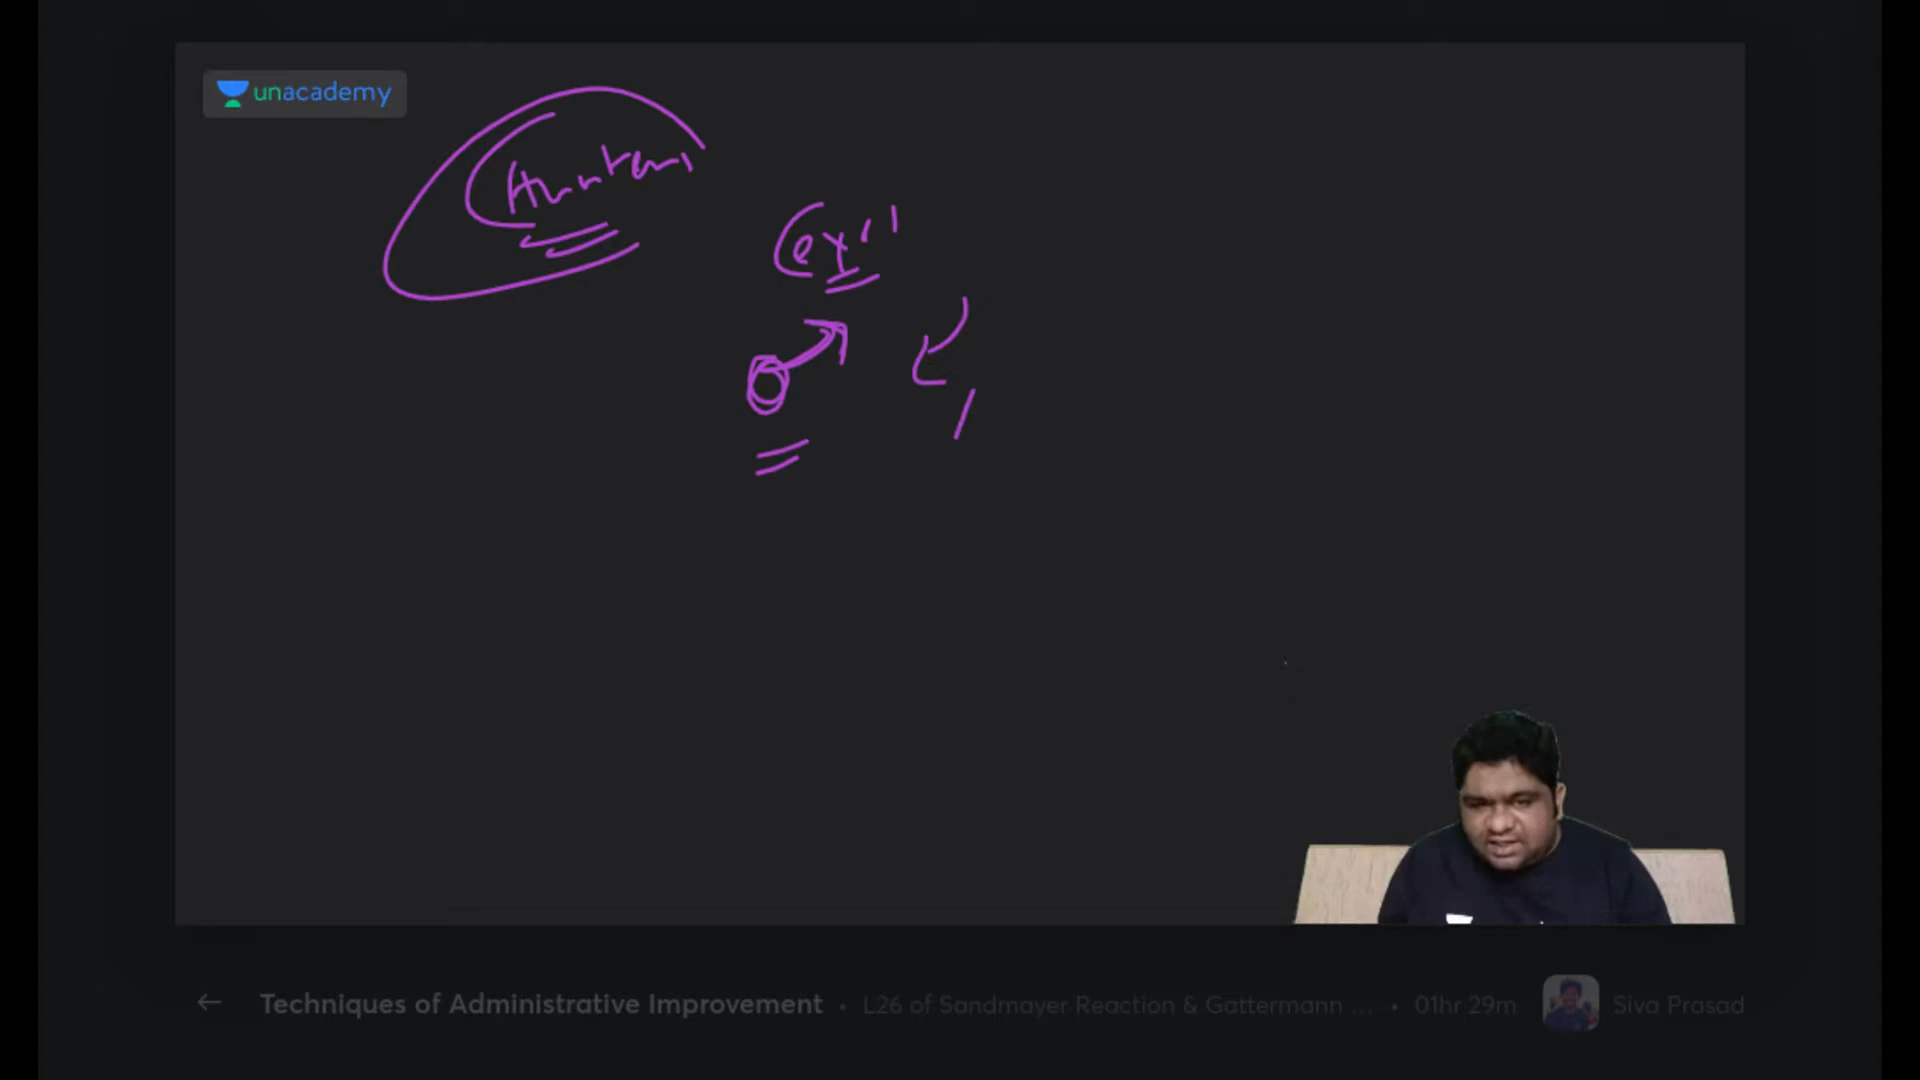 unacademy
Techniques of Administrative Improvement • L26 of Sandmayer Reaction & Gattermann ... • 01hr 29m Siva Prasad